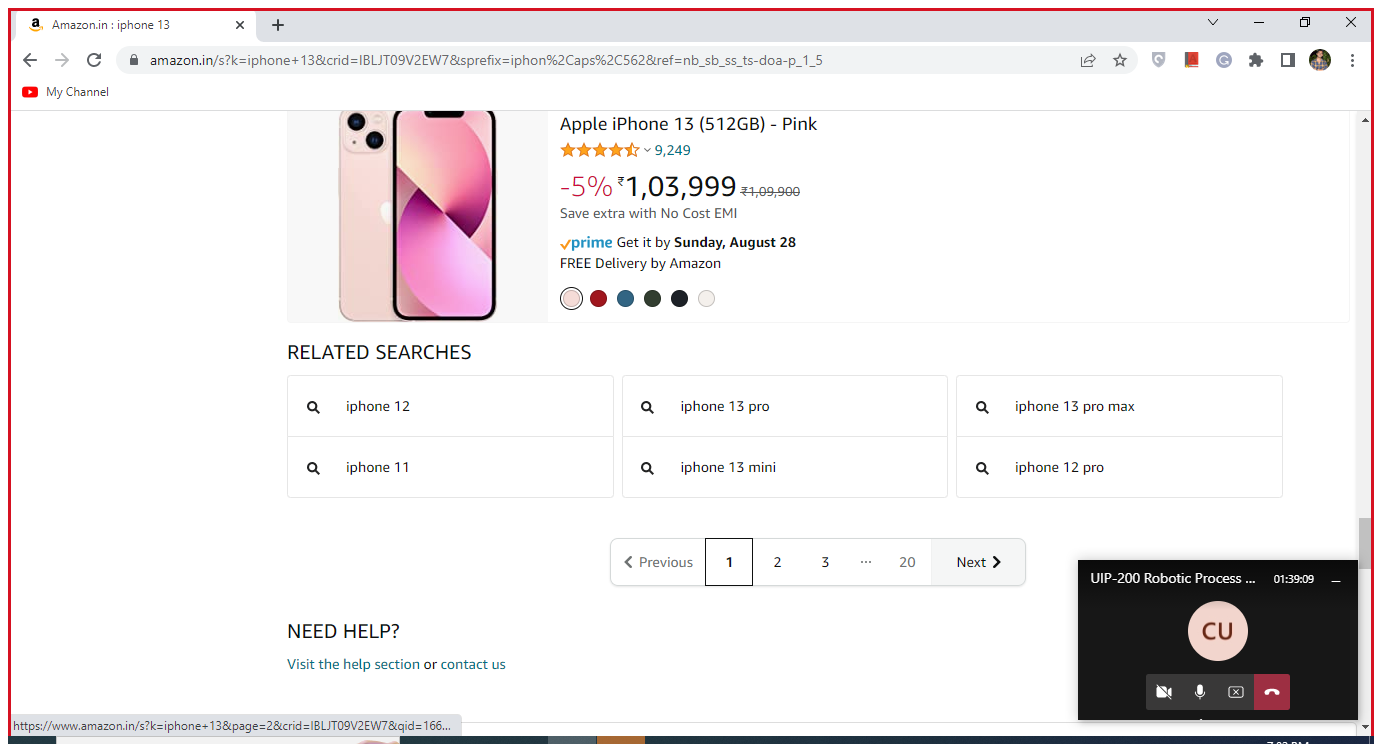 Amazon.in : iphone 13
amazon.in/s?k=iphone+13&crid=IBLJT09V2EW7&sprefix=iphon%2Caps%2C562&ref=nb_sb_ss_ts-doa-p_1_5
My Channel
Apple iPhone 13 (512GB) - Pink
9,249
-5% ₹1,03,999 ₹1,09,900
Save extra with No Cost EMI
prime Get it by Sunday, August 28
FREE Delivery by Amazon
RELATED SEARCHES
iphone 12 iphone 13 pro iphone 13 pro max
iphone 11 iphone 13 mini iphone 12 pro
Previous 1 2 3 ... 20 Next
UIP-200 Robotic Process ... 01:39:09
CU
NEED HELP?
Visit the help section or contact us
https://www.amazon.in/s?k=iphone+13&page=2&crid=IBLJT09V2EW7&qid=166...